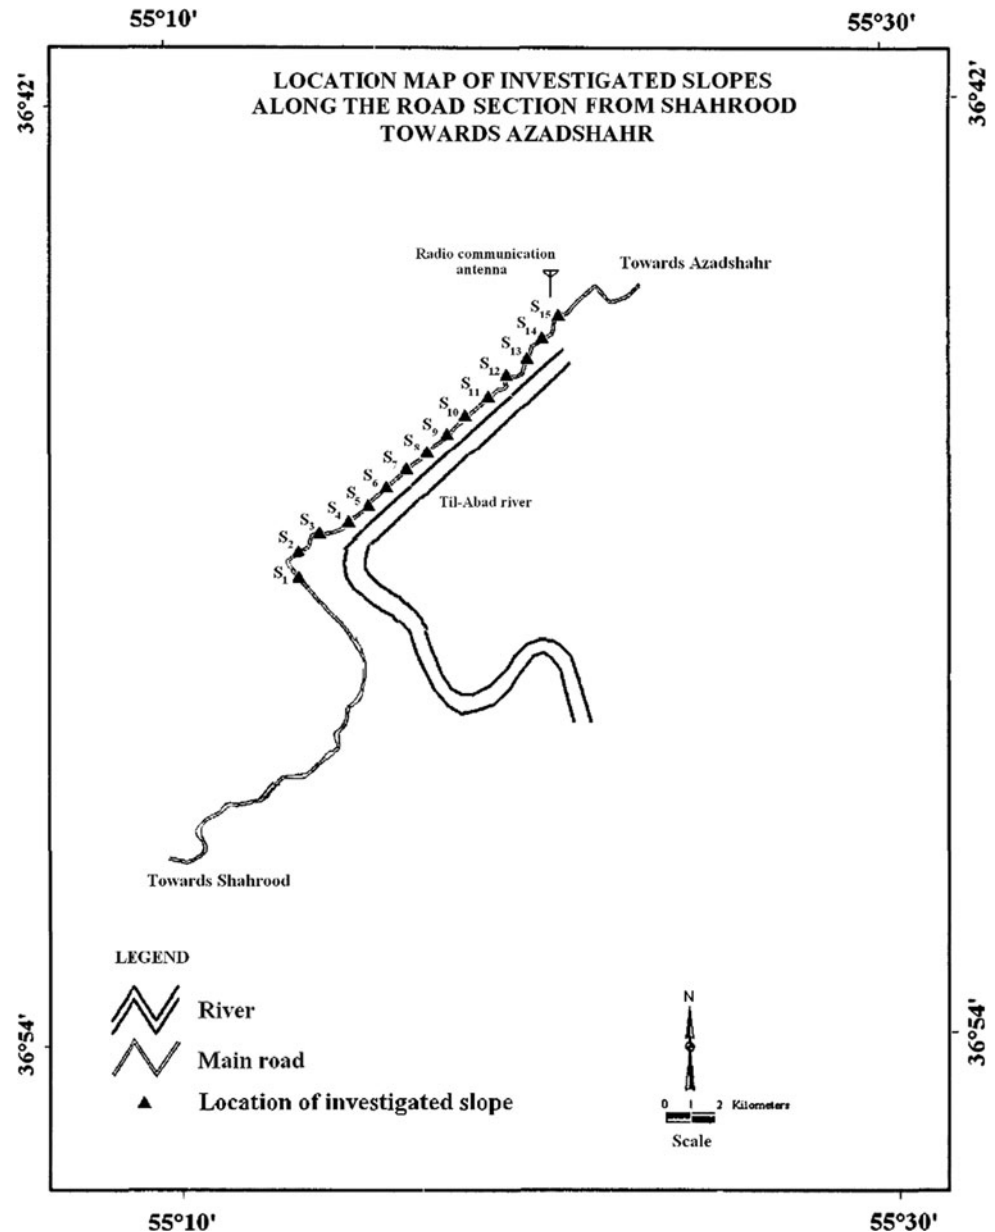 55°10'
55°30'
36°42'
36°42'
LOCATION MAP OF INVESTIGATED SLOPES
ALONG THE ROAD SECTION FROM SHAHROOD
TOWARDS AZADSHAHR
Radio communication
antenna
Towards Azadshahr
S15
S14
S13
S12
S11
S10
S9
S8
S7
S6
S5
S4
S3
S2
S1
Til-Abad river
Towards Shahrood
LEGEND
River
Main road
Location of investigated slope
N
0 1 2 Kilometers
Scale
36°54'
36°54'
55°10'
55°30'